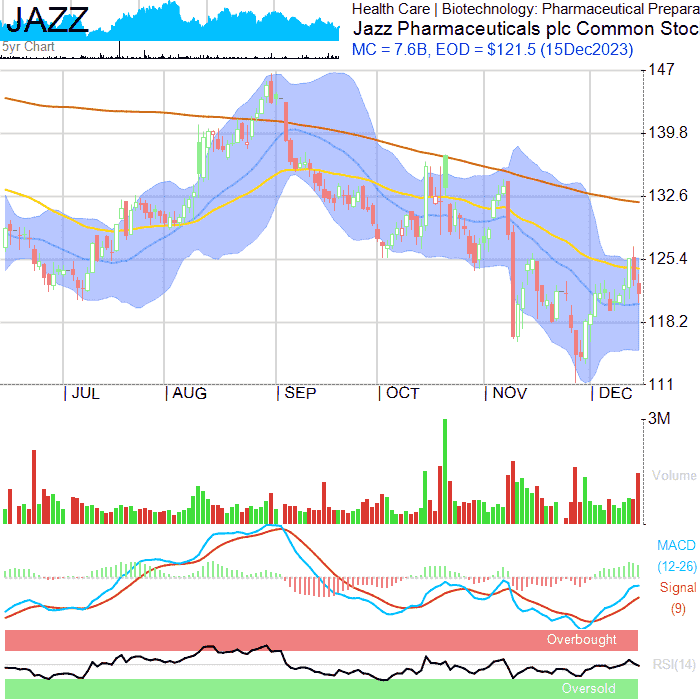 JAZZ
5yr Chart
Health Care | Biotechnology: Pharmaceutical Prepara
Jazz Pharmaceuticals plc Common Stoc
MC = 7.6B, EOD = $121.5 (15Dec2023)
147
139.8
132.6
125.4
118.2
111
JUL AUG SEP OCT NOV DEC
3M
Volume
MACD
(12-26)
Signal
(9)
Overbought
RSI(14)
Oversold